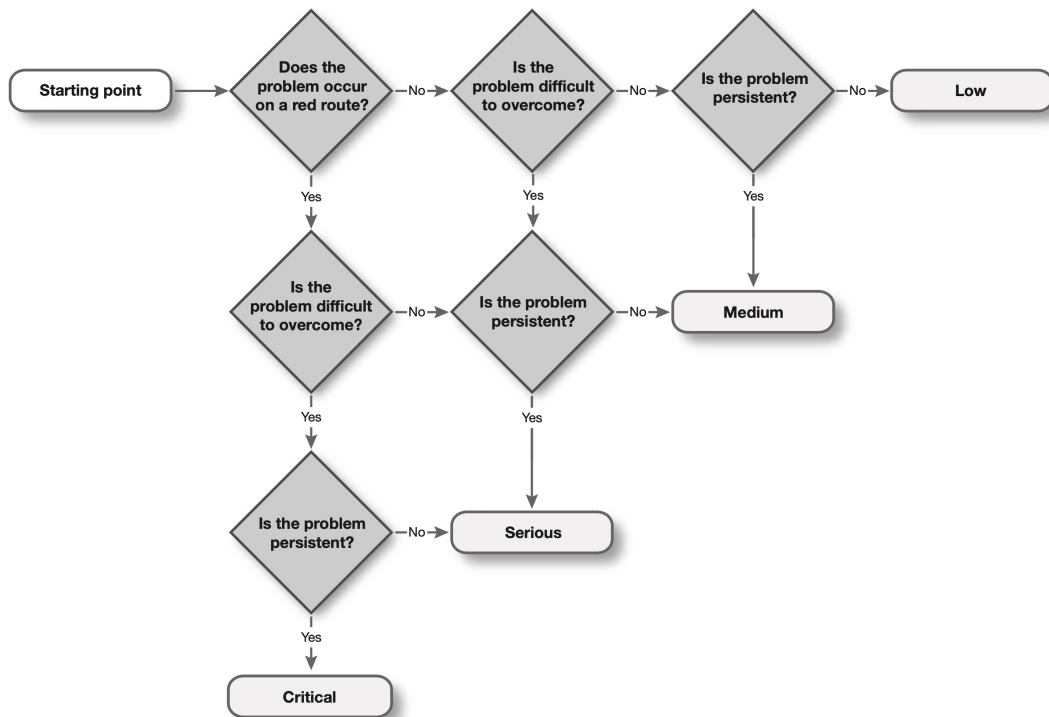 Starting point
Does the
problem occur
on a red route?
No
Is the
problem difficult
to overcome?
No
Is the problem
persistent?
No
Low
Yes
Yes
Yes
Is the
problem difficult
to overcome?
No
Is the problem
persistent?
No
Medium
Yes
Yes
Is the problem
persistent?
No
Serious
Yes
Critical